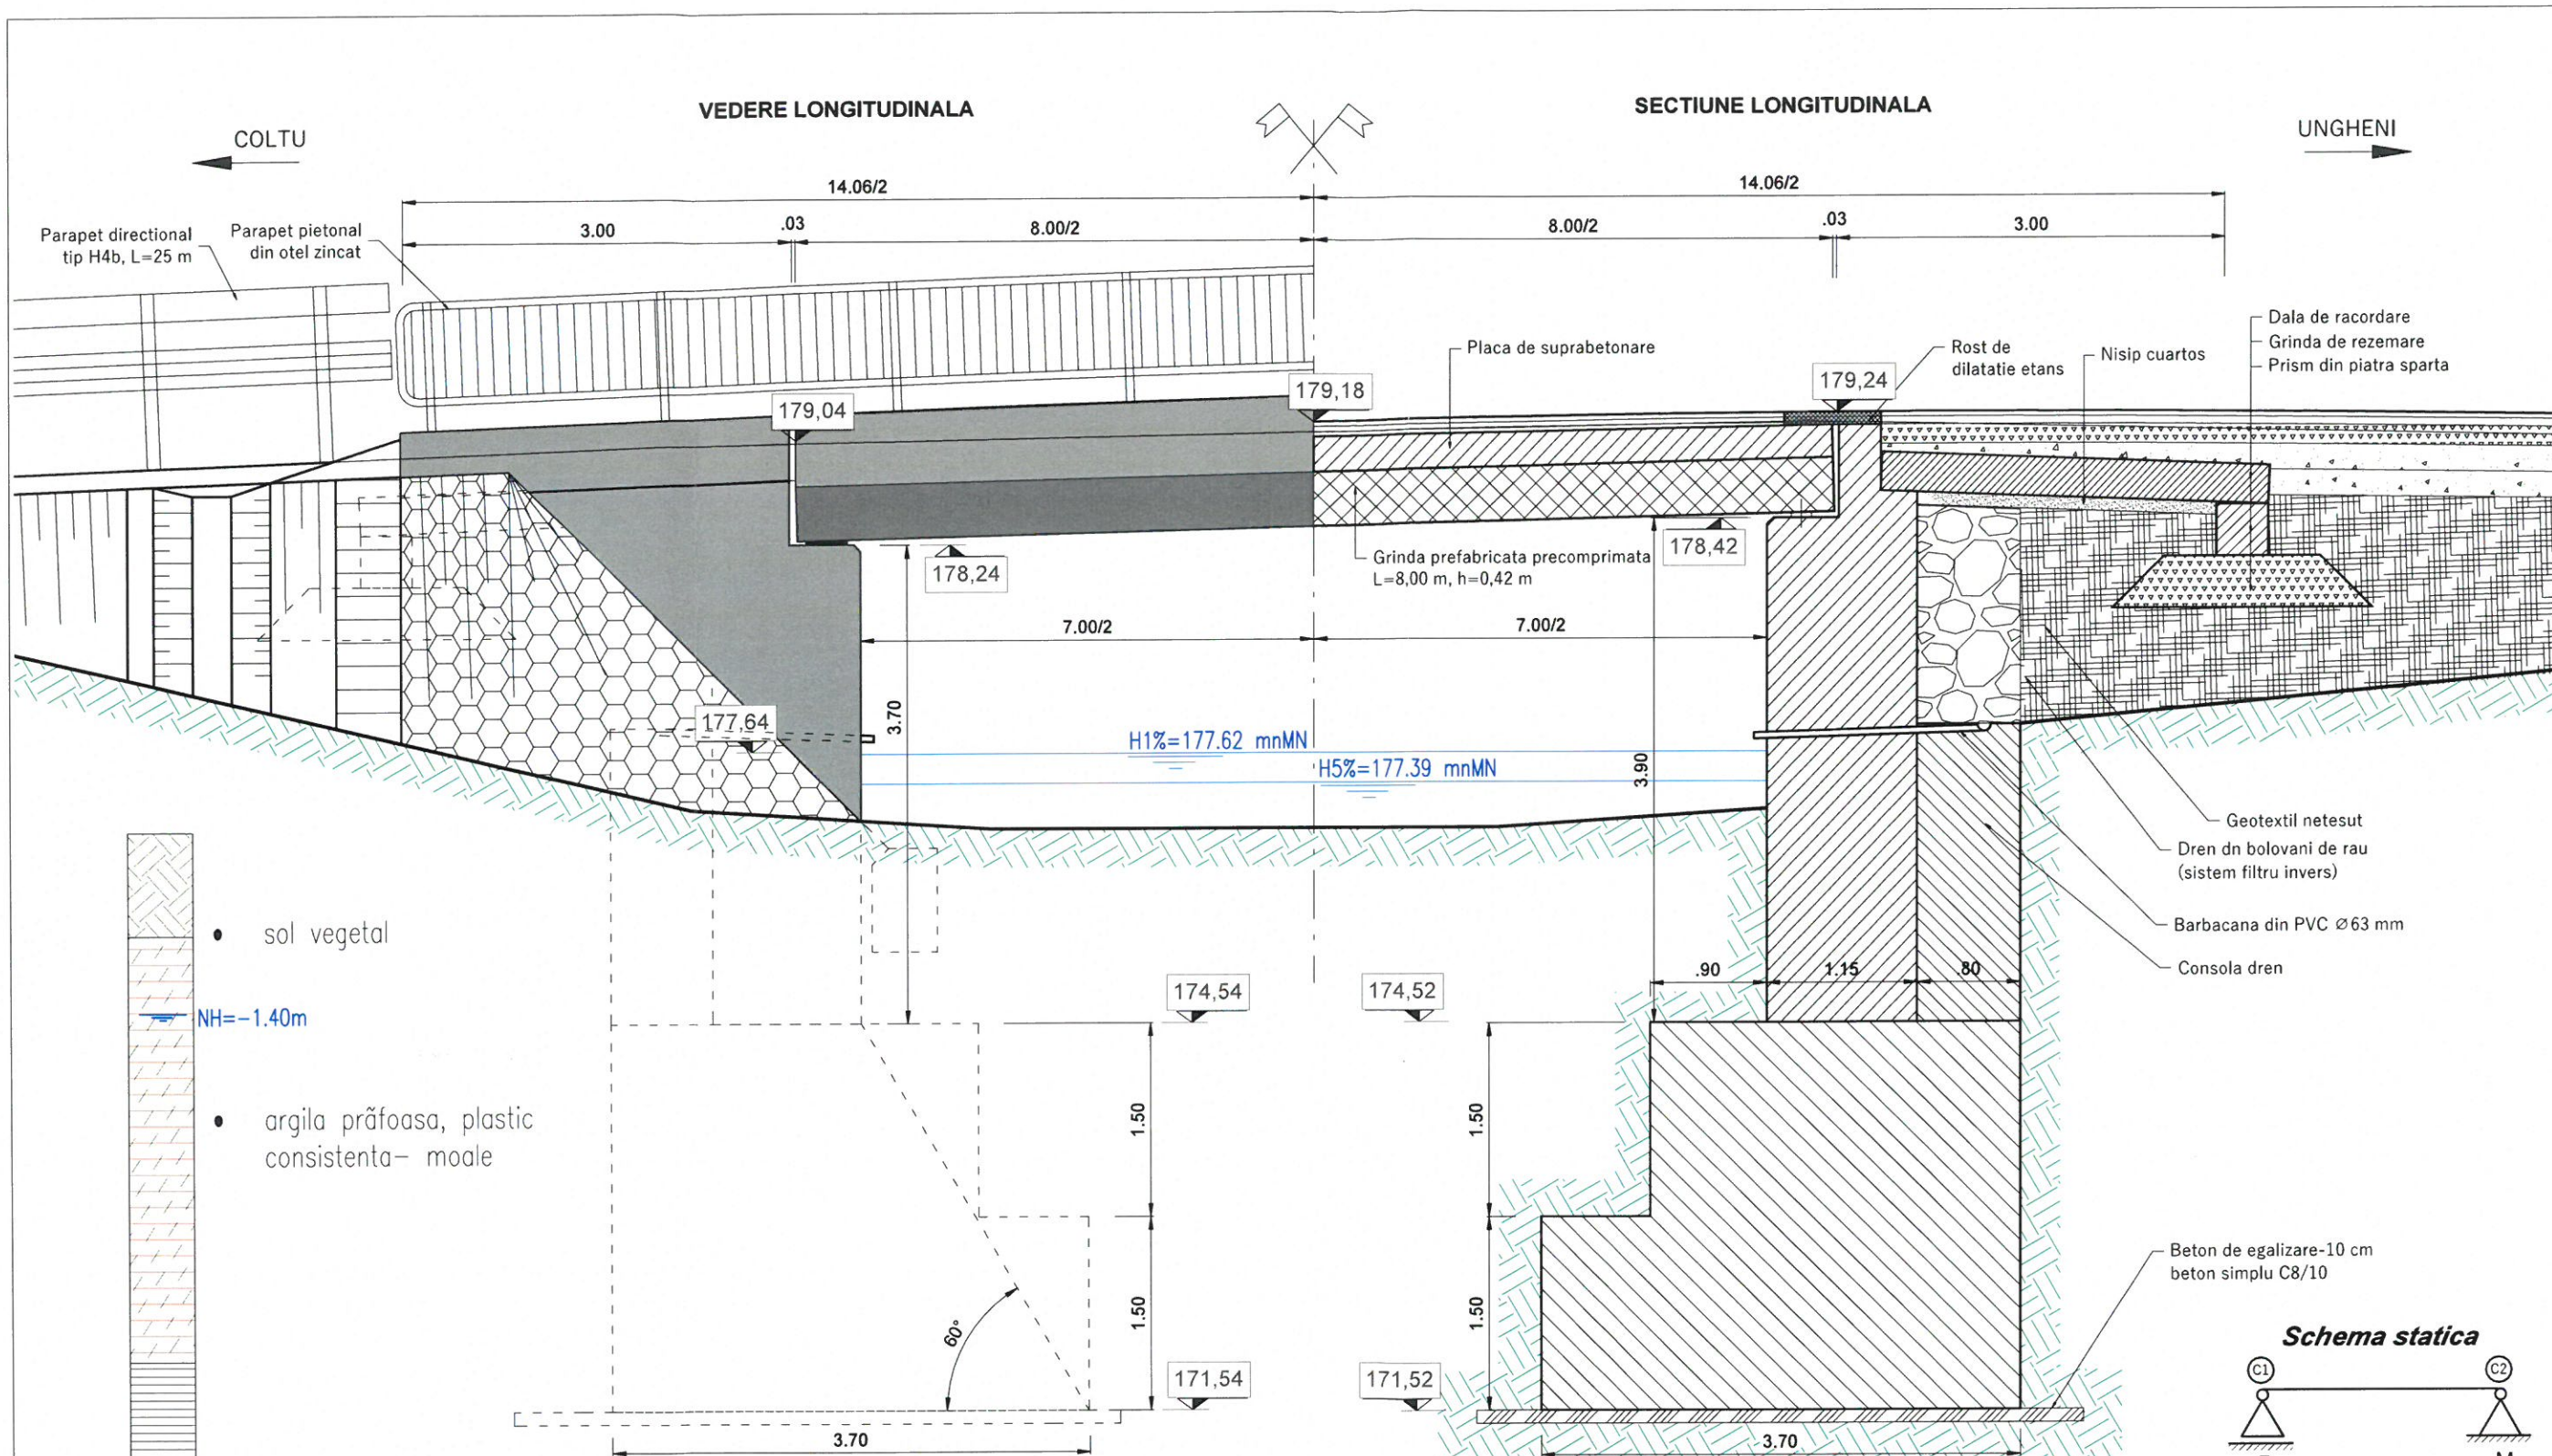 VEDERE LONGITUDINALA
SECTIUNE LONGITUDINALA
COLTU
UNGHENI
14.06/2
14.06/2
3.00
.03
8.00/2
8.00/2
.03
3.00
Parapet directional
tip H4b, L=25 m
Parapet pietonal
din otel zincat
Placa de suprabetonare
Rost de
dilatatie etans
Nisip cuartos
Dala de racordare
Grinda de rezemare
Prism din piatra sparta
179,04
179,18
179,24
178,24
178,42
Grinda prefabricata precomprimata
L=8,00 m, h=0,42 m
7.00/2
7.00/2
177,64
3.70
H1%=177.62 mnMN
H5%=177.39 mnMN
3.90
Geotextil netesut
Dren dn bolovani de rau
(sistem filtru invers)
Barbacana din PVC Ø63 mm
Consola dren
• sol vegetal
NH=-1.40m
• argila prãfoasa, plastic
consistenta- moale
.90
1.15
.80
174,54
174,52
1.50
1.50
1.50
1.50
60°
171,54
171,52
3.70
3.70
Beton de egalizare-10 cm
beton simplu C8/10
Schema statica
C1
C2